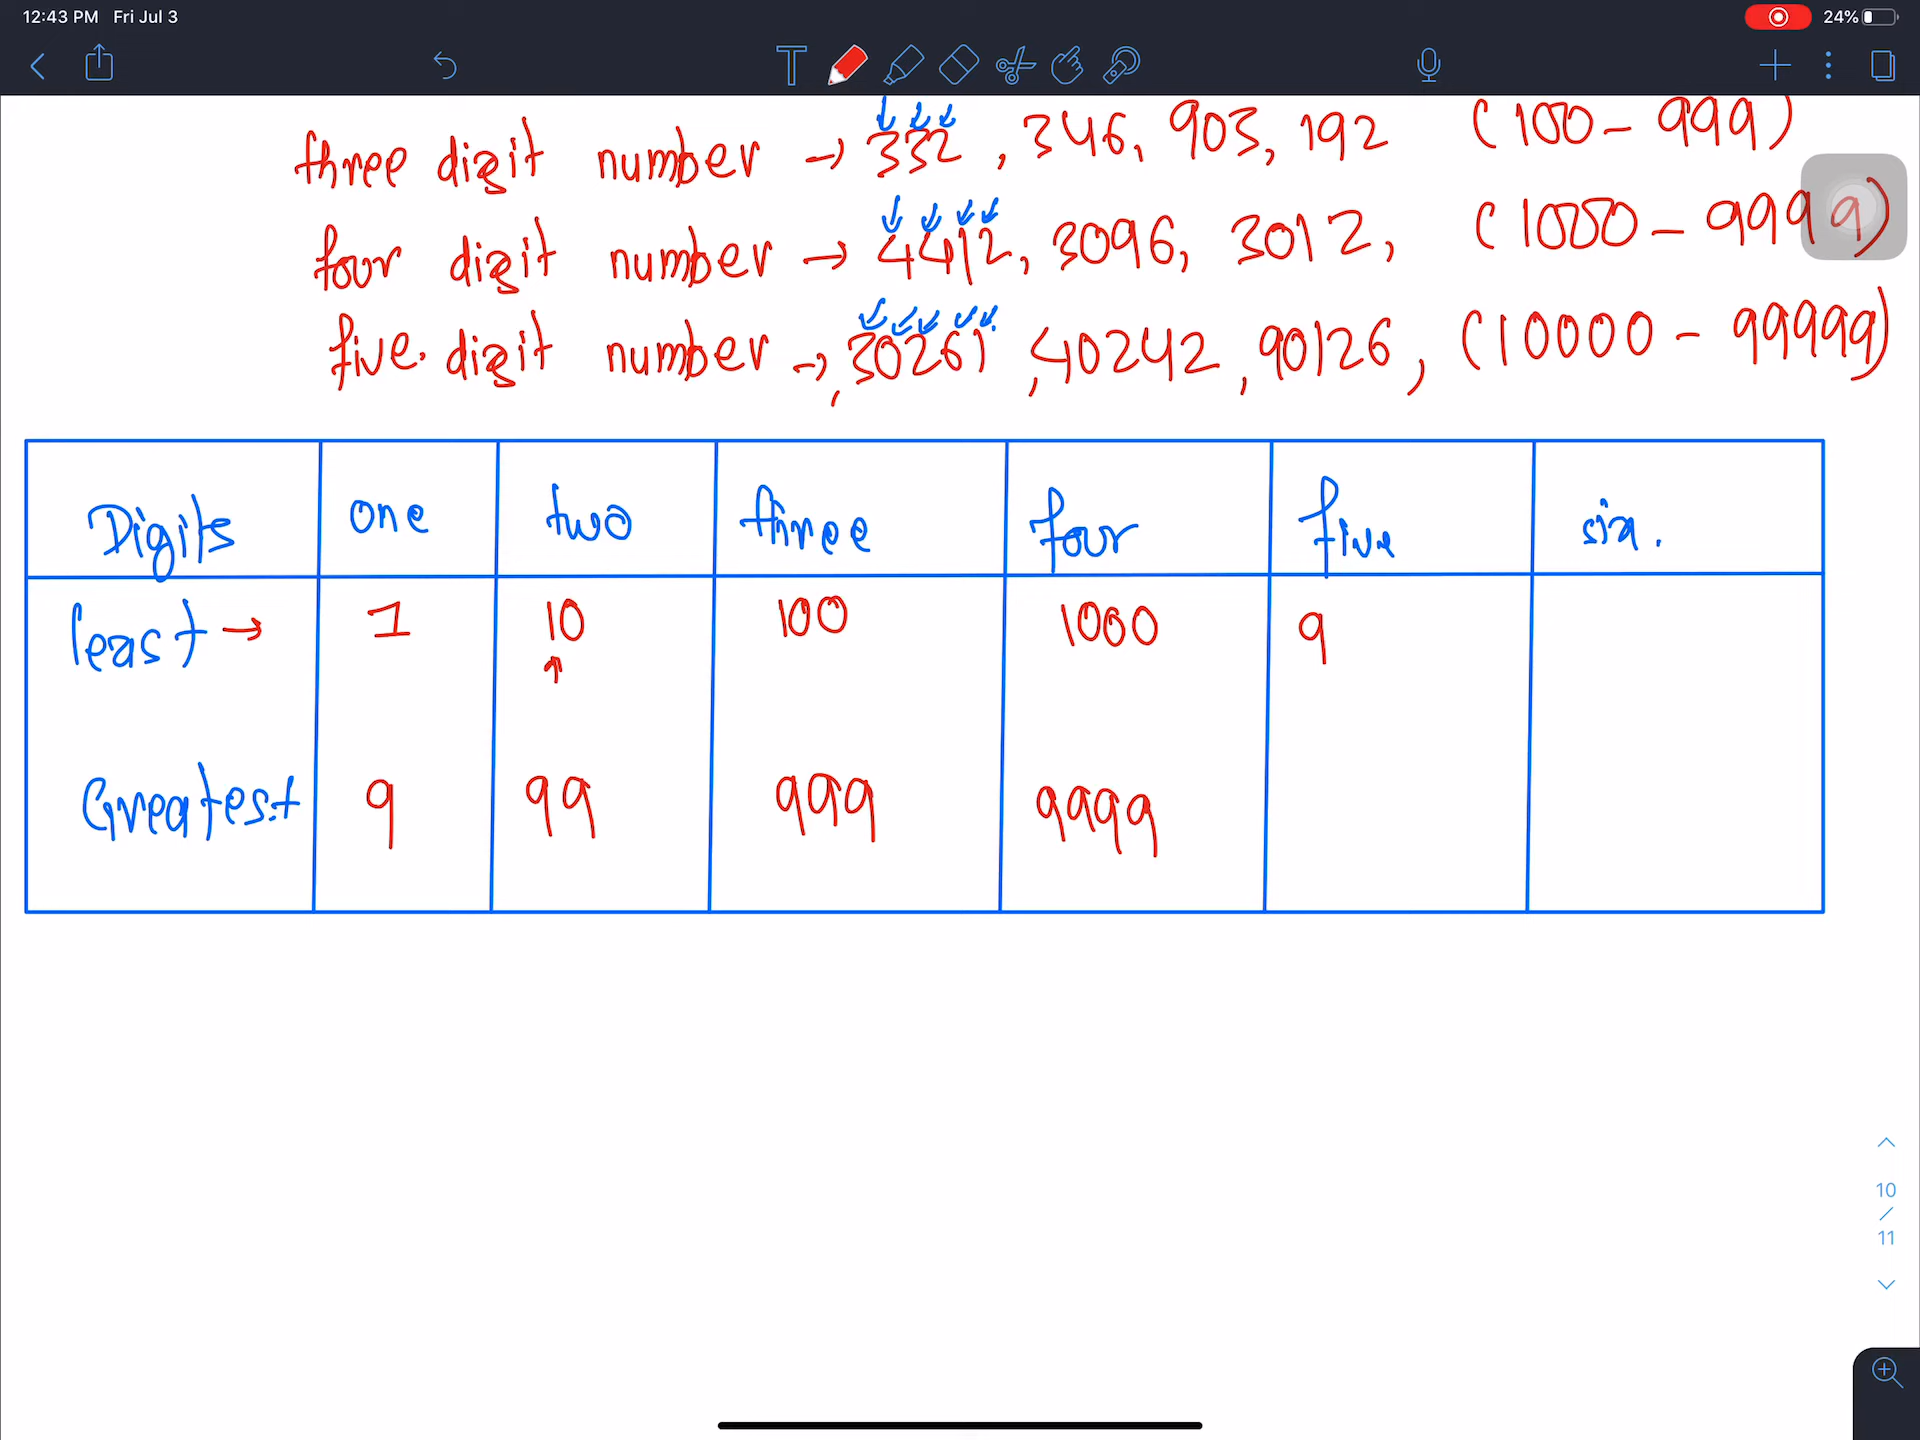 12:43 PM Fri Jul 3 24%
three digit number → 332, 346, 903, 192 (100 - 999)
four digit number → 4412, 3096, 3012, (1000 - 9999)
five digit number → 30261, 40242, 90126, (10000 - 99999)
Digits one two three four five six.
least → 1 10 100 1000 9
Greatest 9 99 999 9999
10
/
11